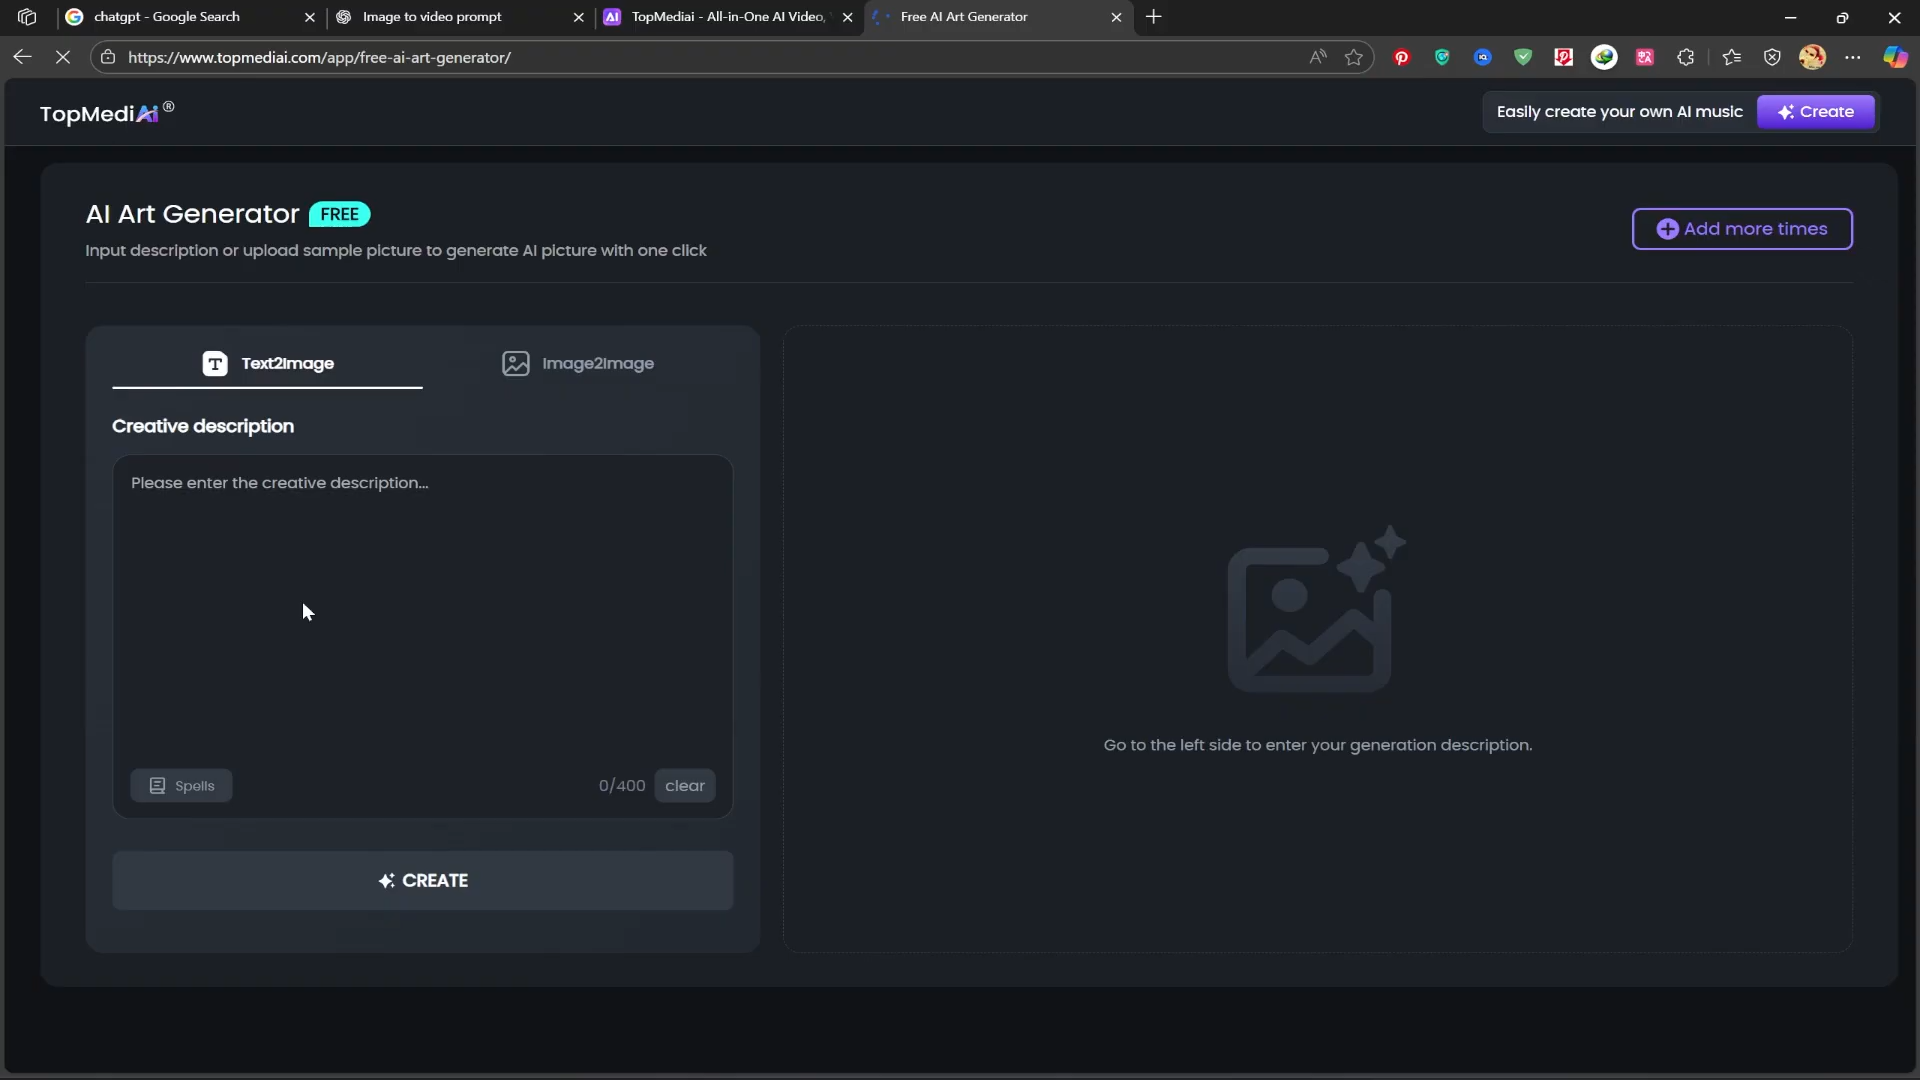 chatgpt - Google Search
Image to video prompt
TopMediai - All-in-One AI Video,
Free AI Art Generator
https://www.topmediai.com/app/free-ai-art-generator/
TopMediAi®
Easily create your own AI music
Create
AI Art Generator FREE
Input description or upload sample picture to generate AI picture with one click
Add more times
Text2Image
Image2Image
Creative description
Please enter the creative description...
Spells
0/400
clear
CREATE
Go to the left side to enter your generation description.